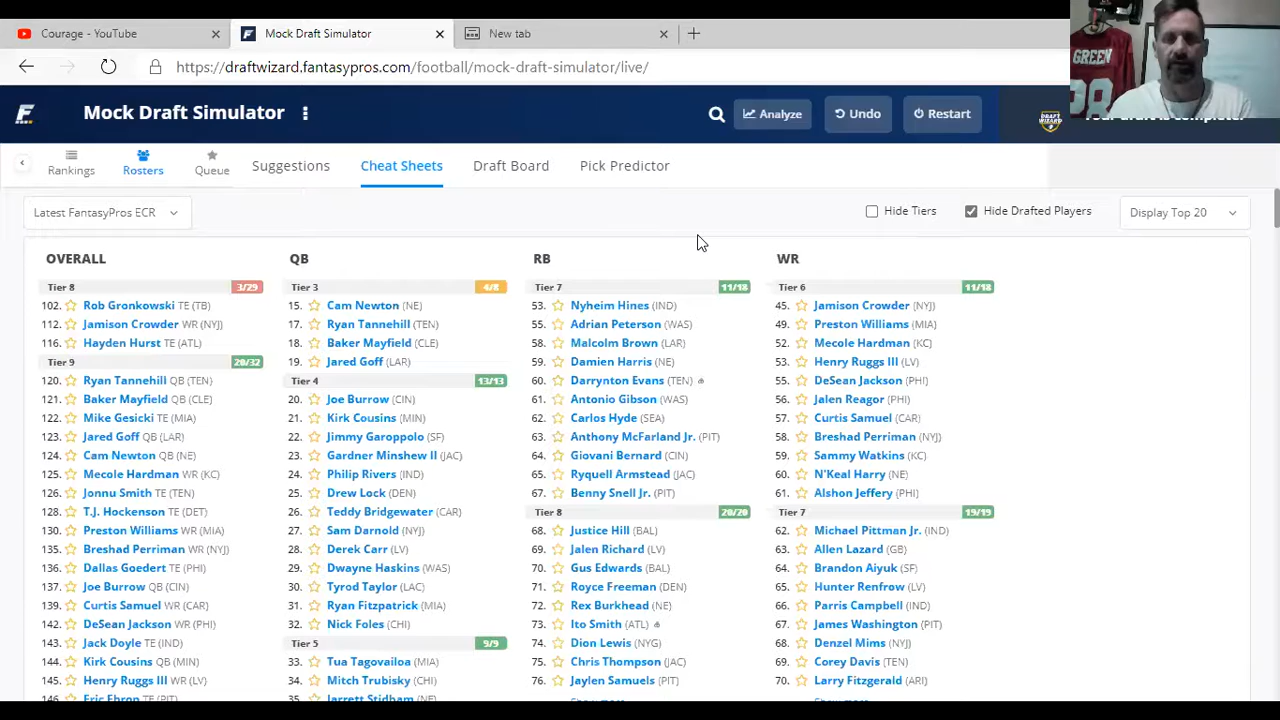 Courage - YouTube
Mock Draft Simulator
New tab
https://draftwizard.fantasypros.com/football/mock-draft-simulator/live/
GREEN
Mock Draft Simulator
Analyze
Undo
Restart
DRAFT WIZARD
Rankings
Rosters
Queue
Suggestions
Cheat Sheets
Draft Board
Pick Predictor
Latest FantasyPros ECR
Hide Tiers
Hide Drafted Players
Display Top 20
OVERALL
Tier 8 3/29
102. Rob Gronkowski TE (TB)
112. Jamison Crowder WR (NYJ)
116. Hayden Hurst TE (ATL)
Tier 9 20/32
120. Ryan Tannehill QB (TEN)
121. Baker Mayfield QB (CLE)
122. Mike Gesicki TE (MIA)
123. Jared Goff QB (LAR)
124. Cam Newton QB (NE)
125. Mecole Hardman WR (KC)
126. Jonnu Smith TE (TEN)
128. T.J. Hockenson TE (DET)
130. Preston Williams WR (MIA)
135. Breshad Perriman WR (NYJ)
136. Dallas Goedert TE (PHI)
137. Joe Burrow QB (CIN)
139. Curtis Samuel WR (CAR)
142. DeSean Jackson WR (PHI)
143. Jack Doyle TE (IND)
144. Kirk Cousins QB (MIN)
145. Henry Ruggs III WR (LV)
146. Eric Ebron TE (PIT)
QB
Tier 3 4/8
15. Cam Newton (NE)
17. Ryan Tannehill (TEN)
18. Baker Mayfield (CLE)
19. Jared Goff (LAR)
Tier 4 13/13
20. Joe Burrow (CIN)
21. Kirk Cousins (MIN)
22. Jimmy Garoppolo (SF)
23. Gardner Minshew II (JAC)
24. Philip Rivers (IND)
25. Drew Lock (DEN)
26. Teddy Bridgewater (CAR)
27. Sam Darnold (NYJ)
28. Derek Carr (LV)
29. Dwayne Haskins (WAS)
30. Tyrod Taylor (LAC)
31. Ryan Fitzpatrick (MIA)
32. Nick Foles (CHI)
Tier 5 9/9
33. Tua Tagovailoa (MIA)
34. Mitch Trubisky (CHI)
35. Jarrett Stidham (NE)
RB
Tier 7 11/18
53. Nyheim Hines (IND)
55. Adrian Peterson (WAS)
58. Malcolm Brown (LAR)
59. Damien Harris (NE)
60. Darrynton Evans (TEN)
61. Antonio Gibson (WAS)
62. Carlos Hyde (SEA)
63. Anthony McFarland Jr. (PIT)
64. Giovani Bernard (CIN)
65. Ryquell Armstead (JAC)
67. Benny Snell Jr. (PIT)
Tier 8 20/20
68. Justice Hill (BAL)
69. Jalen Richard (LV)
70. Gus Edwards (BAL)
71. Royce Freeman (DEN)
72. Rex Burkhead (NE)
73. Ito Smith (ATL)
74. Dion Lewis (NYG)
75. Chris Thompson (JAC)
76. Jaylen Samuels (PIT)
WR
Tier 6 11/18
45. Jamison Crowder (NYJ)
49. Preston Williams (MIA)
52. Mecole Hardman (KC)
53. Henry Ruggs III (LV)
55. DeSean Jackson (PHI)
56. Jalen Reagor (PHI)
57. Curtis Samuel (CAR)
58. Breshad Perriman (NYJ)
59. Sammy Watkins (KC)
60. N'Keal Harry (NE)
61. Alshon Jeffery (PHI)
Tier 7 19/19
62. Michael Pittman Jr. (IND)
63. Allen Lazard (GB)
64. Brandon Aiyuk (SF)
65. Hunter Renfrow (LV)
66. Parris Campbell (IND)
67. James Washington (PIT)
68. Denzel Mims (NYJ)
69. Corey Davis (TEN)
70. Larry Fitzgerald (ARI)